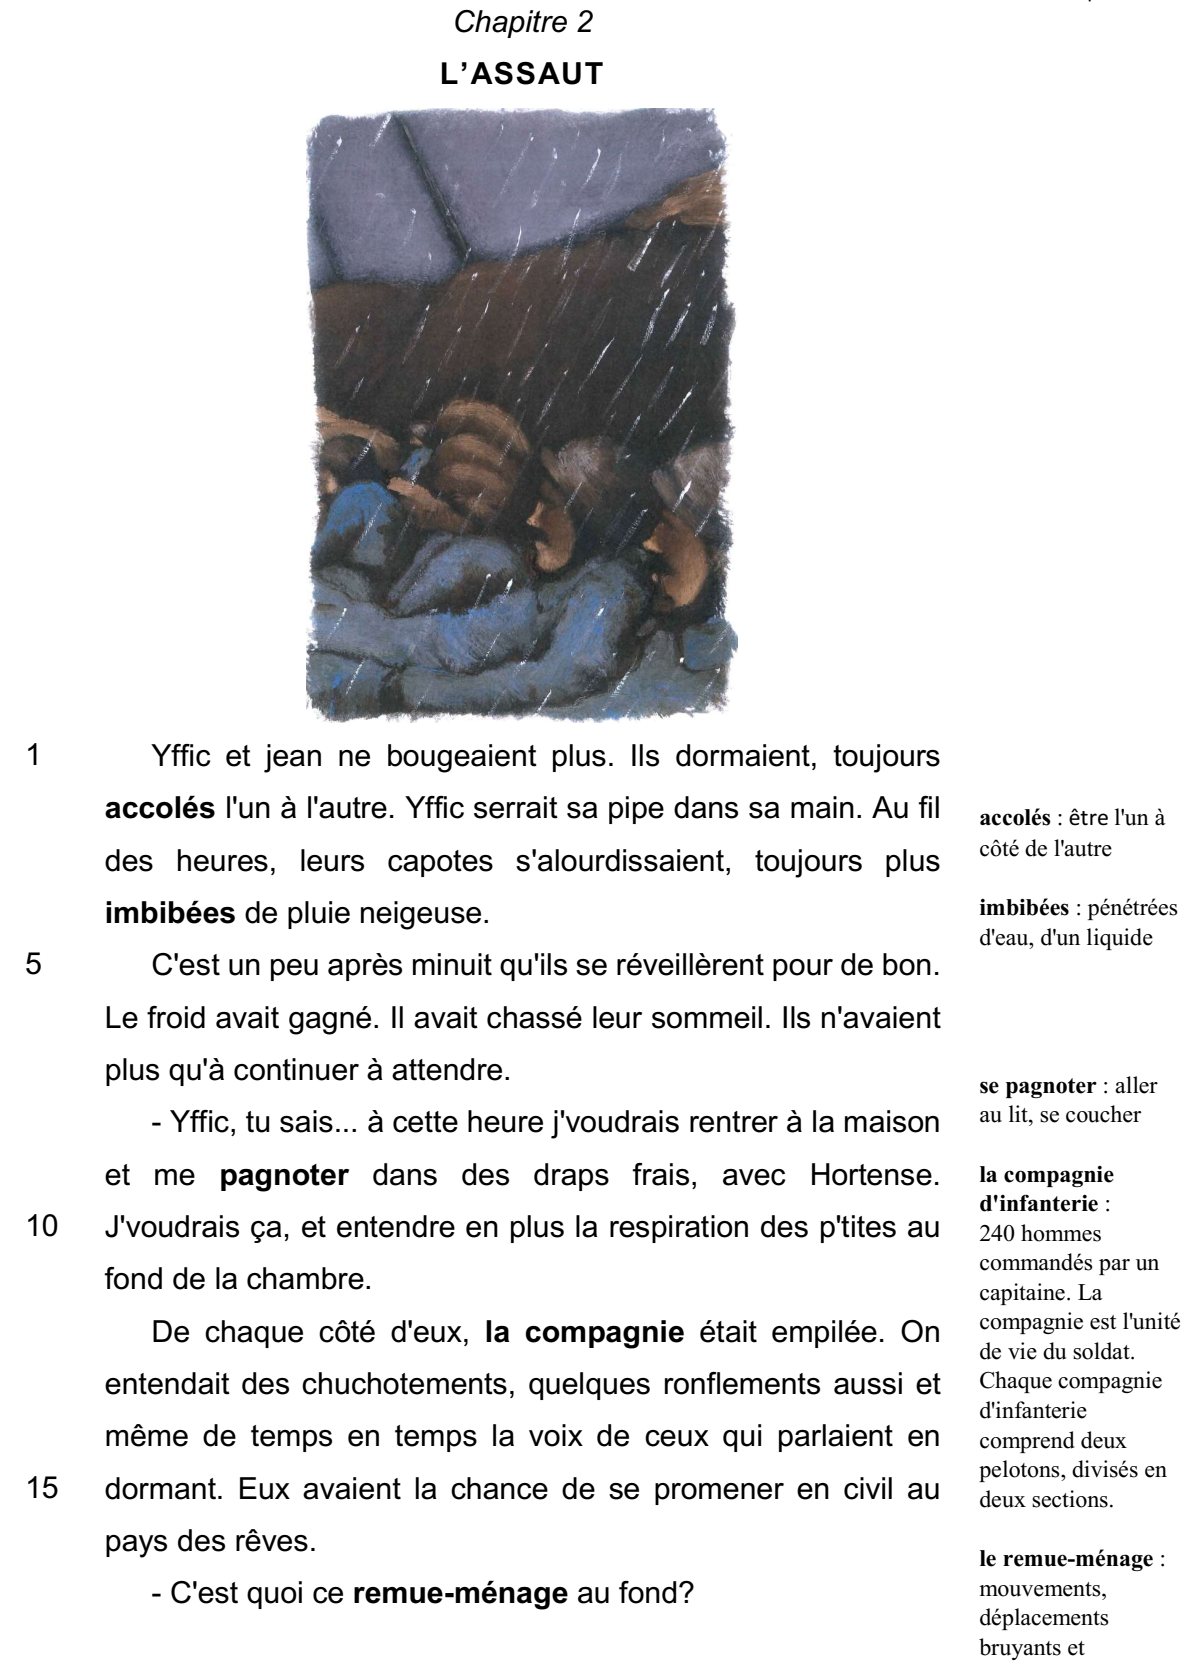 Chapitre 2
L'ASSAUT
1 Yffic et jean ne bougeaient plus. Ils dormaient, toujours
accolés l'un à l'autre. Yffic serrait sa pipe dans sa main. Au fil
des heures, leurs capotes s'alourdissaient, toujours plus
imbibées de pluie neigeuse.
5 C'est un peu après minuit qu'ils se réveillèrent pour de bon.
Le froid avait gagné. Il avait chassé leur sommeil. Ils n'avaient
plus qu'à continuer à attendre.
- Yffic, tu sais... à cette heure j'voudrais rentrer à la maison
et me pagnoter dans des draps frais, avec Hortense.
10 J'voudrais ça, et entendre en plus la respiration des p'tites au
fond de la chambre.
De chaque côté d'eux, la compagnie était empilée. On
entendait des chuchotements, quelques ronflements aussi et
même de temps en temps la voix de ceux qui parlaient en
15 dormant. Eux avaient la chance de se promener en civil au
pays des rêves.
- C'est quoi ce remue-ménage au fond?
accolés : être l'un à
côté de l'autre
imbibées : pénétrées
d'eau, d'un liquide
se pagnoter : aller
au lit, se coucher
la compagnie
d'infanterie :
240 hommes
commandés par un
capitaine. La
compagnie est l'unité
de vie du soldat.
Chaque compagnie
d'infanterie
comprend deux
pelotons, divisés en
deux sections.
le remue-ménage :
mouvements,
déplacements
bruyants et